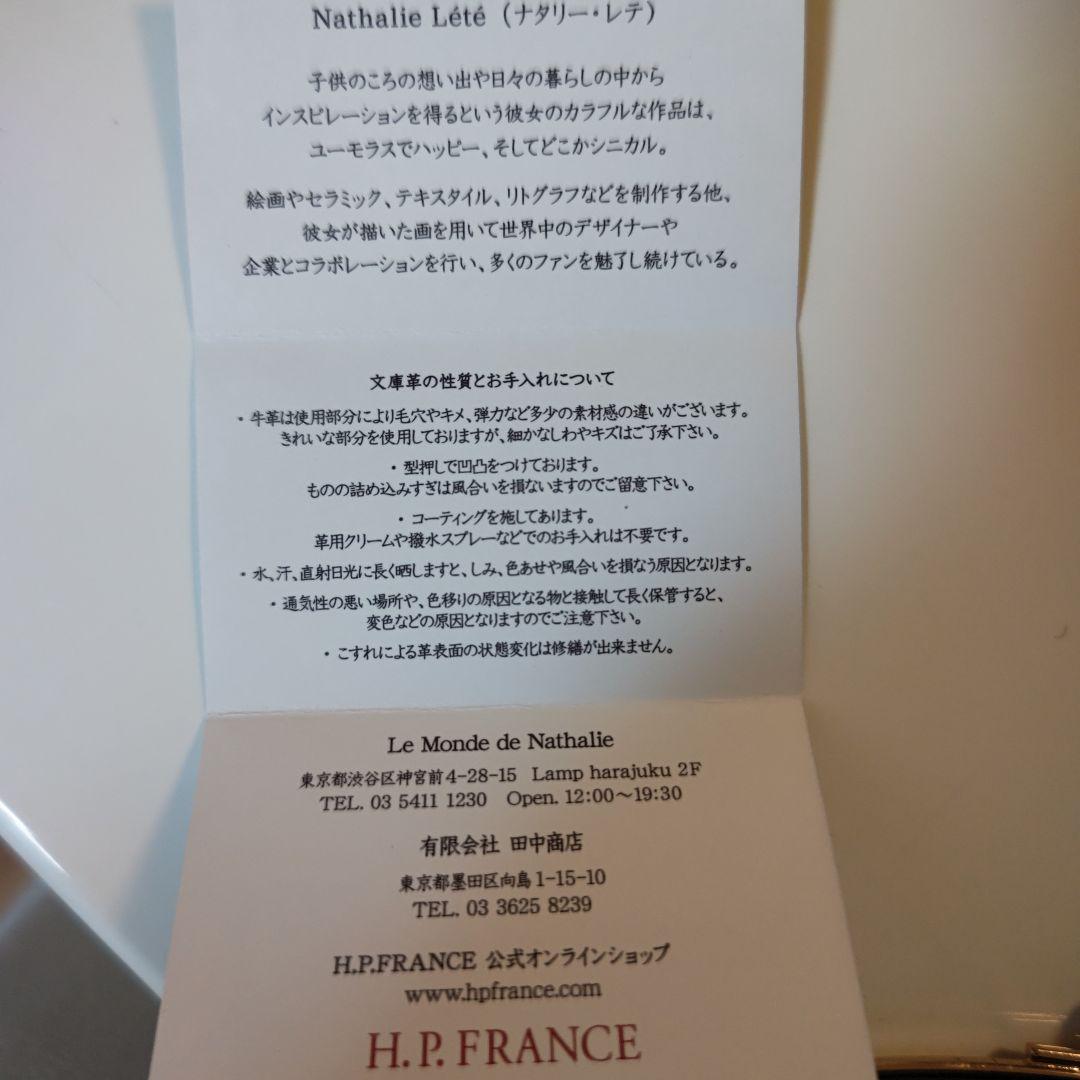 Nathalie Lété（ナタリー・レテ）
子供のころの想い出や日々の暮らしの中から
インスピレーションを得るという彼女のカラフルな作品は、
ユーモラスでハッピー、そしてどこかシニカル。
絵画やセラミック、テキスタイル、リトグラフなどを制作する他、
彼女が描いた画を用いて世界中のデザイナーや
企業とコラボレーションを行い、多くのファンを魅了し続けている。
文庫革の性質とお手入れについて
・牛革は使用部分により毛穴やキメ、弾力など多少の素材感の違いがございます。
きれいな部分を使用しておりますが、細かなしわやキズはご了承下さい。
・型押しで凹凸をつけております。
ものの詰め込みすぎは風合いを損ないますのでご留意下さい。
・コーティングを施してあります。
革用クリームや撥水スプレーなどでのお手入れは不要です。
・水、汗、直射日光に長く晒しますと、しみ、色あせや風合いを損なう原因となります。
・通気性の悪い場所や、色移りの原因となる物と接触して長く保管すると、
変色などの原因となりますのでご注意下さい。
・こすれによる革表面の状態変化は修繕が出来ません。
Le Monde de Nathalie
東京都渋谷区神宮前4-28-15 Lamp harajuku 2F
TEL. 03 5411 1230 Open. 12:00〜19:30
有限会社 田中商店
東京都墨田区向島1-15-10
TEL. 03 3625 8239
H.P.FRANCE 公式オンラインショップ
www.hpfrance.com
H.P.FRANCE